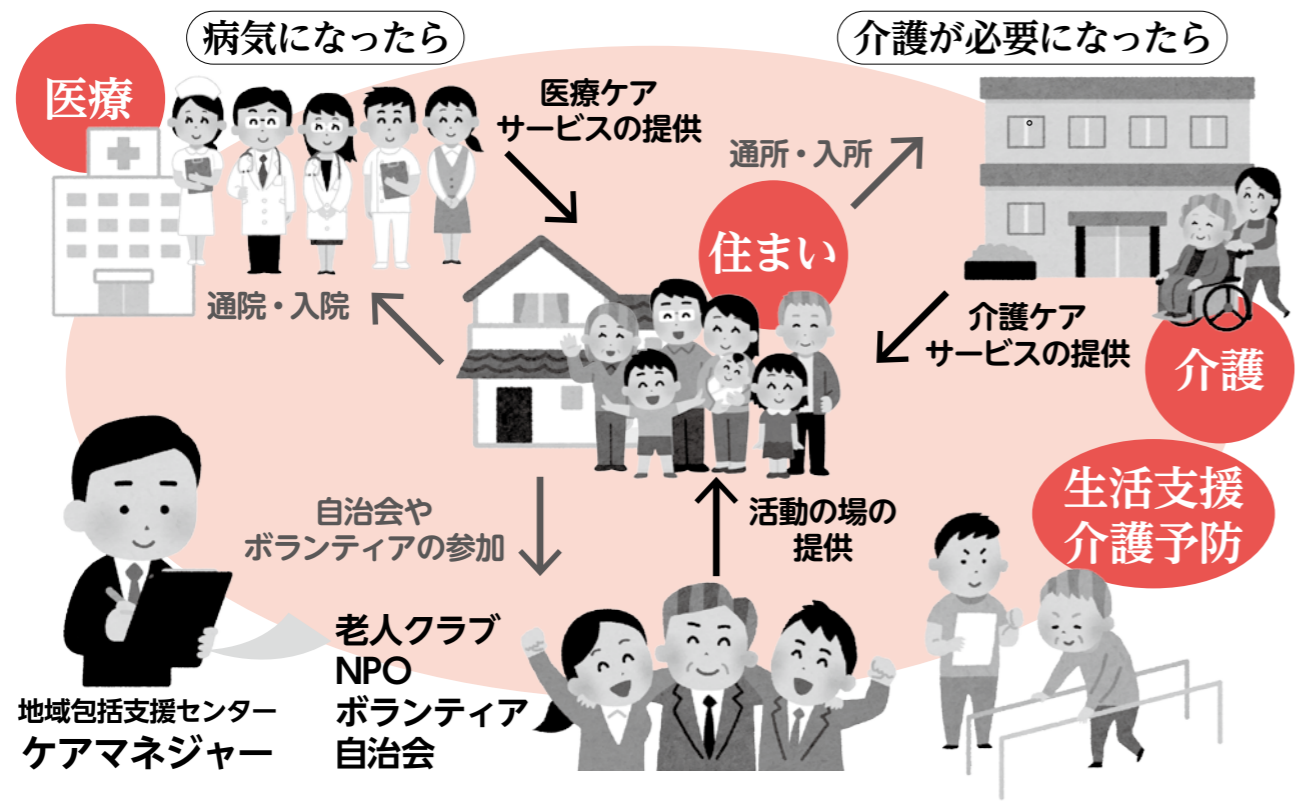 病気になったら
介護が必要になったら
医療
医療ケア
サービスの提供
通所・入所
住まい
通院・入院
介護ケア
サービスの提供
介護
生活支援
介護予防
自治会や
ボランティアの参加
活動の場の
提供
老人クラブ
NPO
ボランティア
自治会
地域包括支援センター
ケアマネジャー